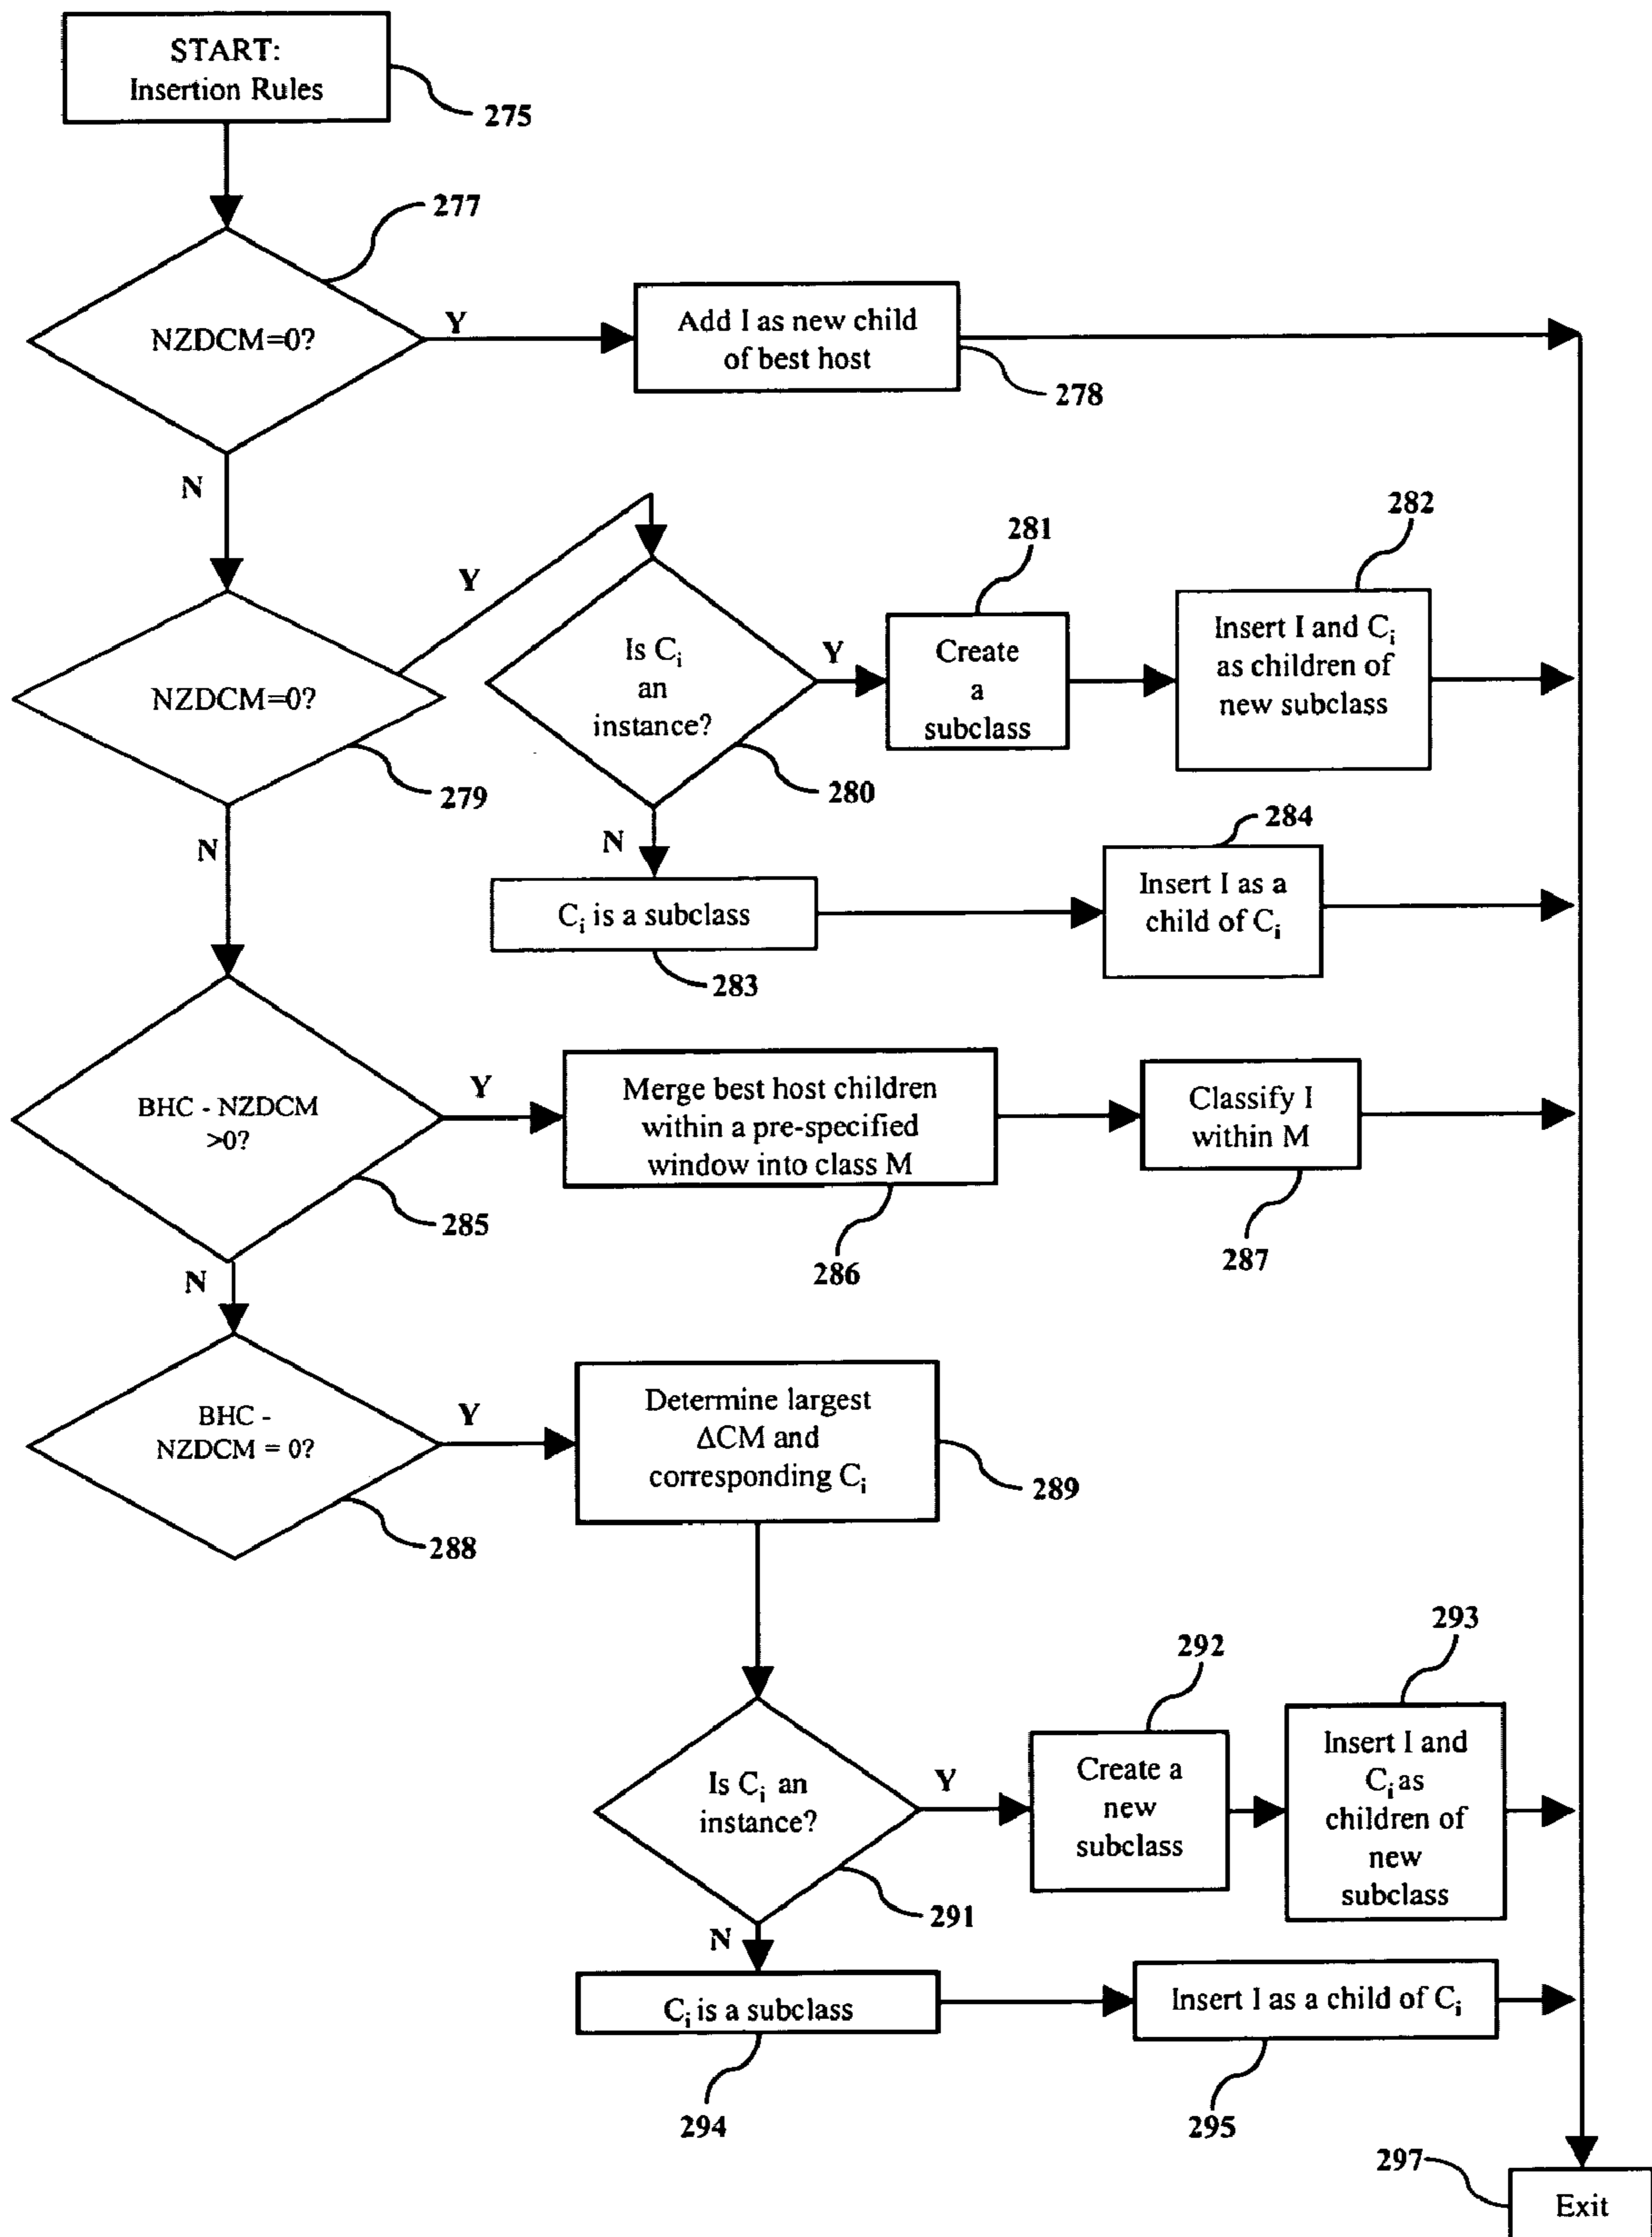 START:
Insertion Rules
275
277
NZDCM=0?
Y
Add I as new child
of best host
278
N
NZDCM=0?
279
Y
Is Cᵢ
an
instance?
280
Y
281
Create
a
subclass
282
Insert I and Cᵢ
as children of
new subclass
N
Cᵢ is a subclass
283
284
Insert I as a
child of Cᵢ
N
BHC - NZDCM
>0?
285
Y
Merge best host children
within a pre-specified
window into class M
286
Classify I
within M
287
N
BHC -
NZDCM = 0?
288
Y
Determine largest
ΔCM and
corresponding Cᵢ
289
Is Cᵢ an
instance?
291
Y
292
Create a
new
subclass
293
Insert I and
Cᵢ as
children of
new
subclass
N
Cᵢ is a subclass
294
Insert I as a child of Cᵢ
295
297
Exit